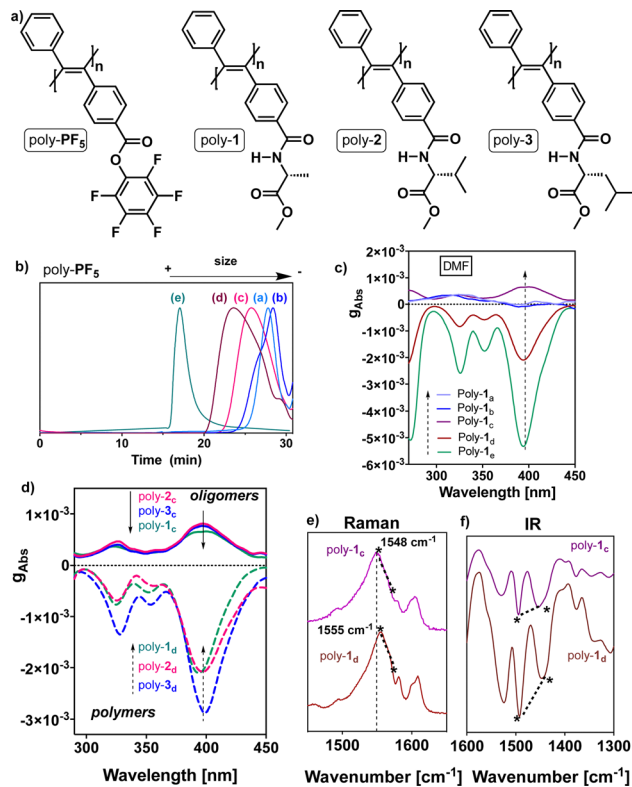 a)
[ ]n
[ ]n
[ ]n
[ ]n
poly-PF5
poly-1
poly-2
poly-3
O
O
F
F
F
F
F
O
H-N
O
O
O
H-N
O
O
O
H-N
O
O
b) poly-PF5
+ size -
(e) (d) (c) (a) (b)
0 10 20 30
Time (min)
c)
DMF
gAbs
2×10-3
1×10-3
0
-1×10-3
-2×10-3
-3×10-3
-4×10-3
-5×10-3
-6×10-3
Poly-1a
Poly-1b
Poly-1c
Poly-1d
Poly-1e
300 350 400 450
Wavelength [nm]
d)
gAbs
1×10-3
0
-1×10-3
-2×10-3
-3×10-3
poly-2c
poly-3c
poly-1c
oligomers
poly-1d
poly-2d
poly-3d
polymers
300 350 400 450
Wavelength [nm]
e) Raman
1548 cm-1
poly-1c
1555 cm-1
poly-1d
* * * *
1500 1550 1600
Wavenumber [cm-1]
f) IR
poly-1c
poly-1d
* * * *
1600 1500 1400 1300
Wavenumber [cm-1]